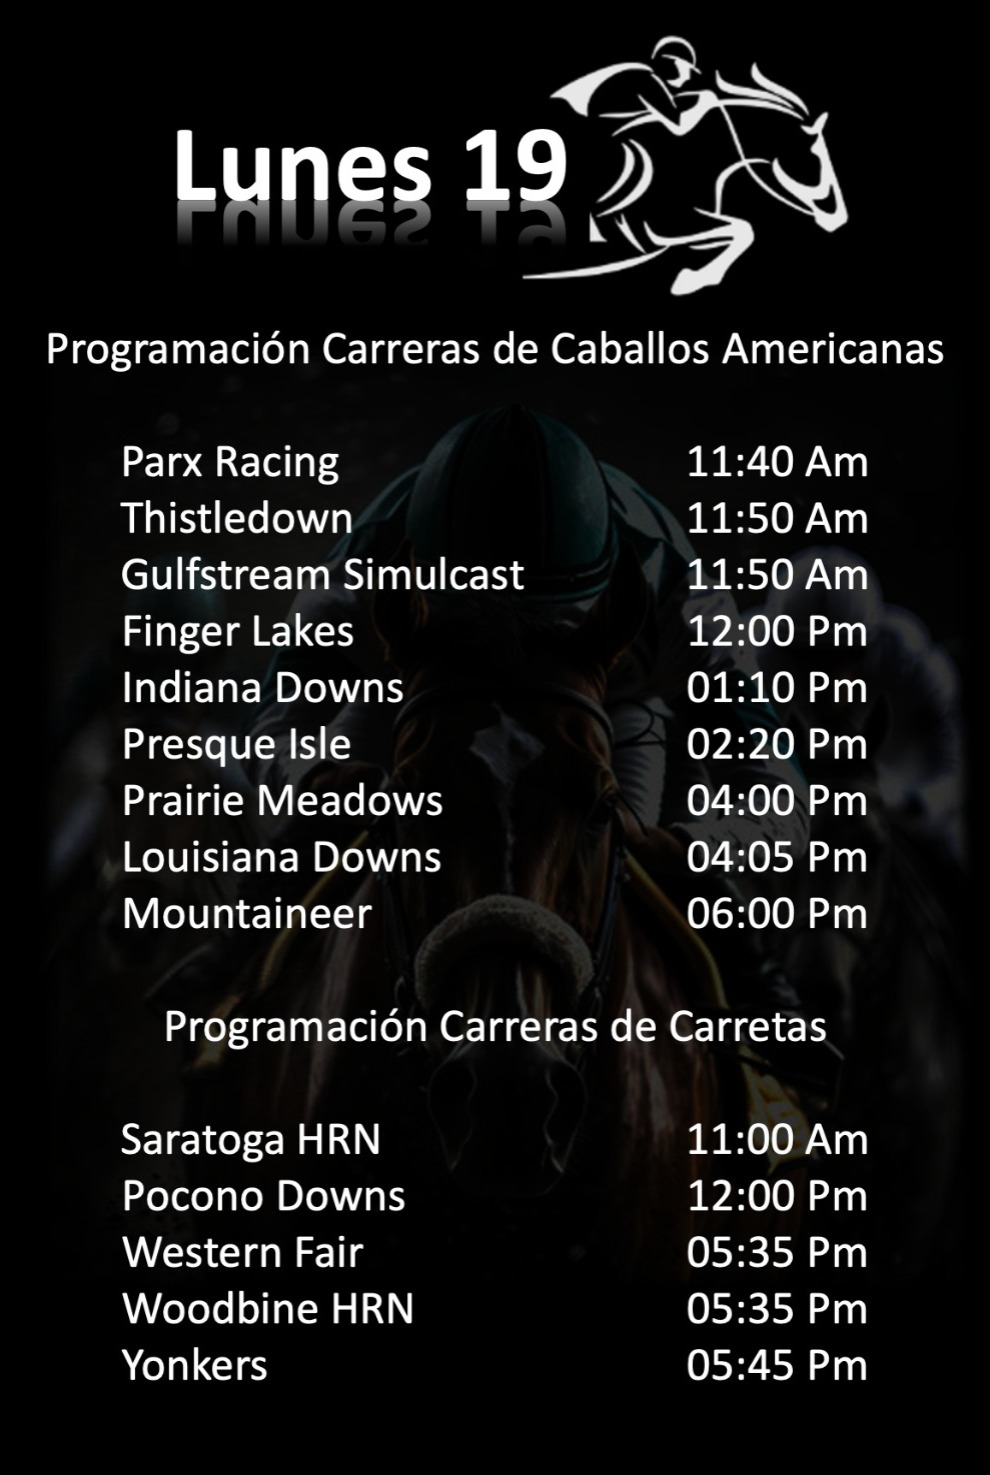 Lunes 19
Programación Carreras de Caballos Americanas
Parx Racing 11:40 Am
Thistledown 11:50 Am
Gulfstream Simulcast 11:50 Am
Finger Lakes 12:00 Pm
Indiana Downs 01:10 Pm
Presque Isle 02:20 Pm
Prairie Meadows 04:00 Pm
Louisiana Downs 04:05 Pm
Mountaineer 06:00 Pm
Programación Carreras de Carretas
Saratoga HRN 11:00 Am
Pocono Downs 12:00 Pm
Western Fair 05:35 Pm
Woodbine HRN 05:35 Pm
Yonkers 05:45 Pm